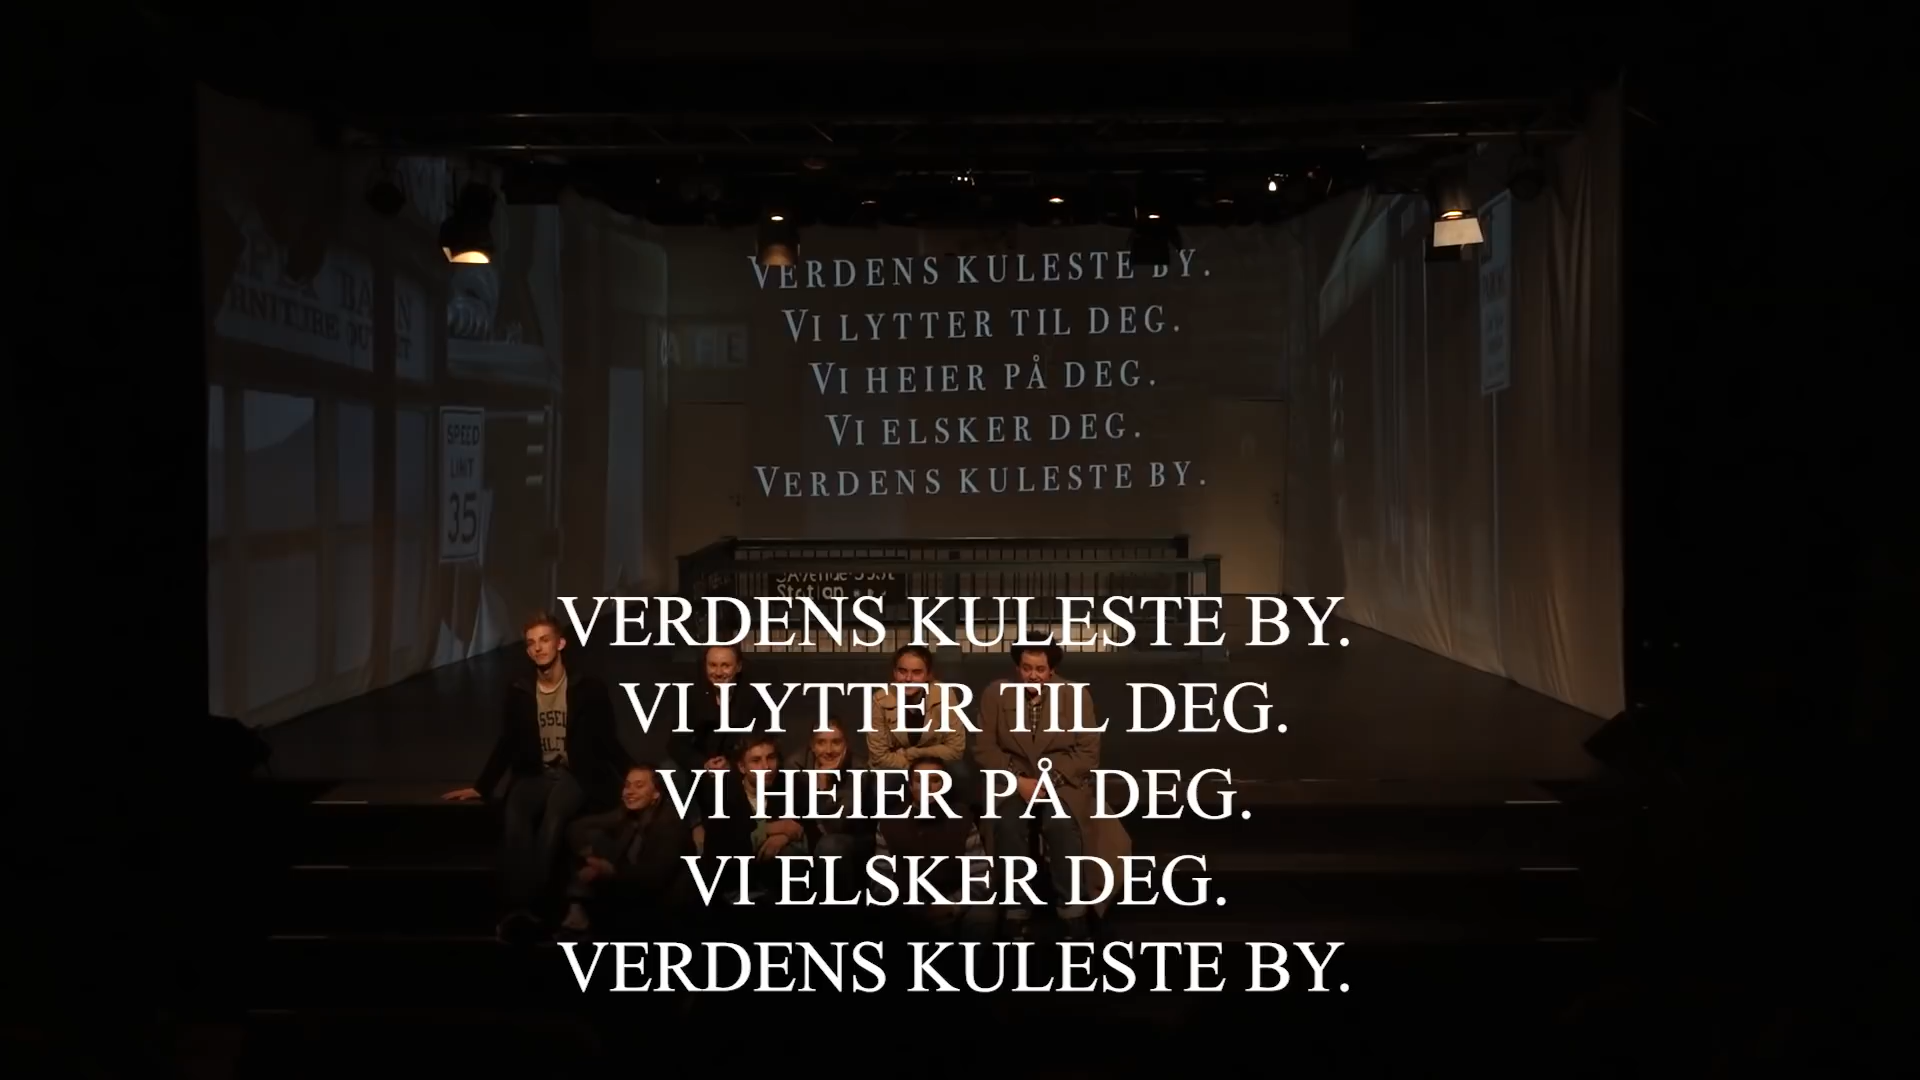 VERDENS KULESTE BY.
VI LYTTER TIL DEG.
VI HEIER PÅ DEG.
VI ELSKER DEG.
VERDENS KULESTE BY.
SPEED
LIMIT
35
Station
VERDENS KULESTE BY.
VI LYTTER TIL DEG.
VI HEIER PÅ DEG.
VI ELSKER DEG.
VERDENS KULESTE BY.